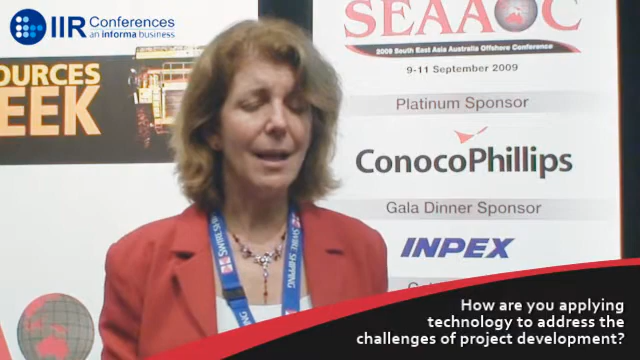 IIR Conferences
an informa business
SEAAOC
2009 South East Asia Australia Offshore Conference
9-11 September 2009
OURCES
EEK
Platinum Sponsor
ConocoPhillips
Gala Dinner Sponsor
INPEX
SWIRE SHIPPING
How are you applying
technology to address the
challenges of project development?